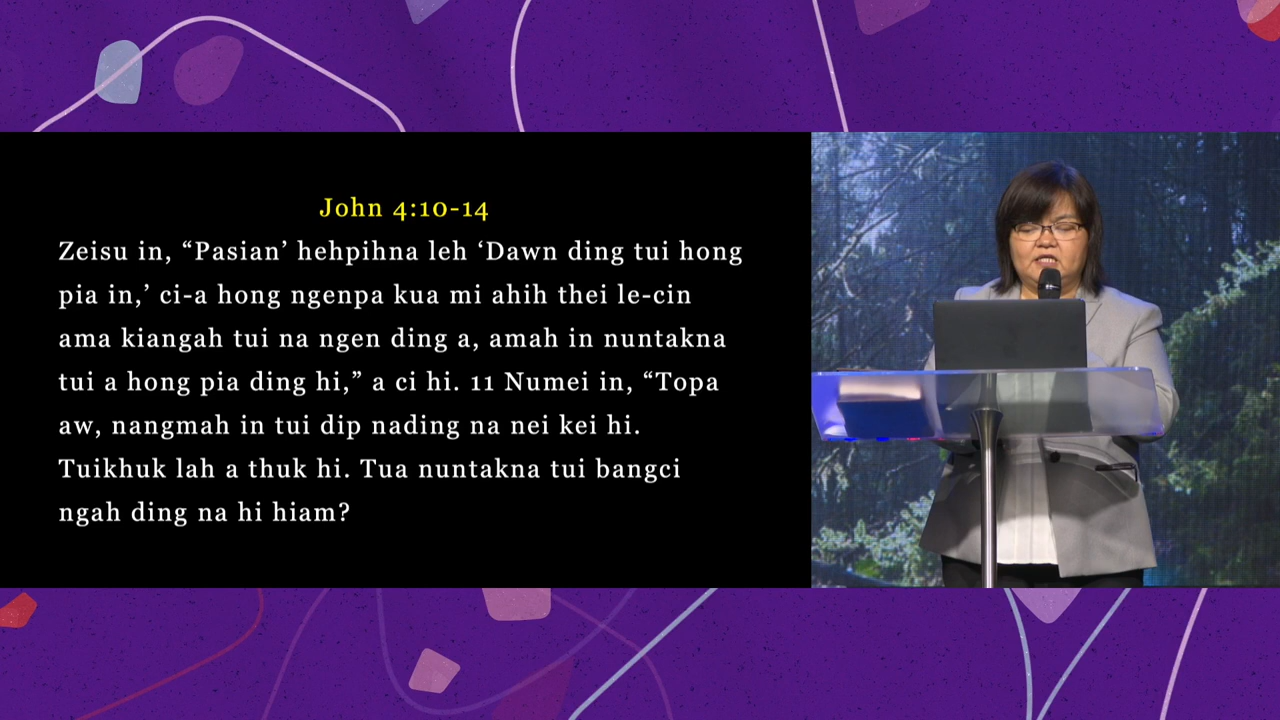 John 4:10-14
Zeisu in, “Pasian’ hehpihna leh ‘Dawn ding tui hong
pia in,’ ci-a hong ngenpa kua mi ahih thei le-cin
ama kiangah tui na ngen ding a, amah in nuntakna
tui a hong pia ding hi,” a ci hi. 11 Numei in, “Topa
aw, nangmah in tui dip nading na nei kei hi.
Tuikhuk lah a thuk hi. Tua nuntakna tui bangci
ngah ding na hi hiam?